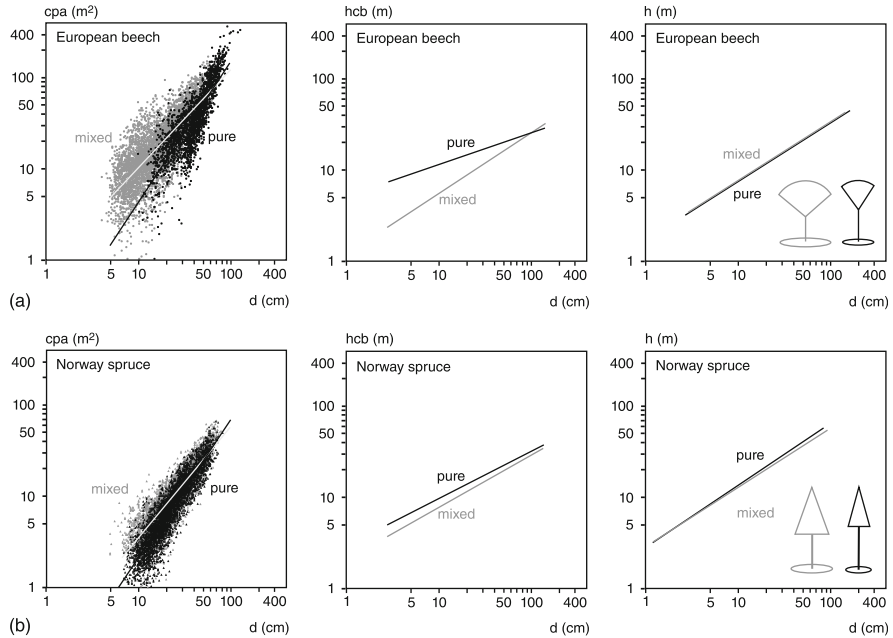 cpa (m²)
European beech
400
100
50
10
5
1
mixed
pure
1 5 10 50 100 400
d (cm)
hcb (m)
European beech
400
100
50
10
5
1
pure
mixed
1 5 10 50 100 400
d (cm)
h (m)
European beech
400
100
50
10
5
1
mixed
pure
1 5 10 50 100 400
d (cm)
(a)
cpa (m²)
Norway spruce
400
100
50
10
5
1
mixed
pure
1 5 10 50 100 400
d (cm)
hcb (m)
Norway spruce
400
100
50
10
5
1
pure
mixed
1 5 10 50 100 400
d (cm)
h (m)
Norway spruce
400
100
50
10
5
1
pure
mixed
1 5 10 50 100 400
d (cm)
(b)